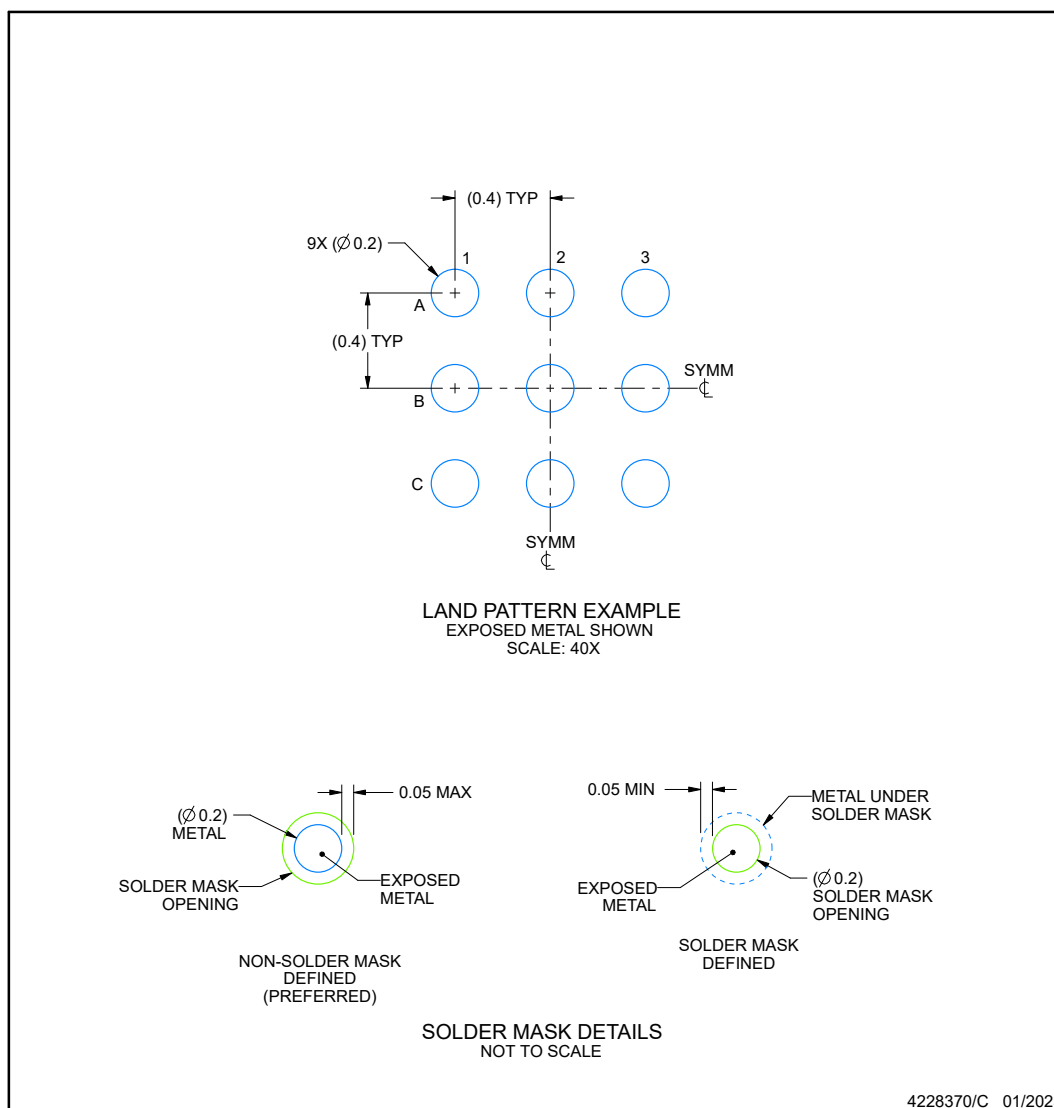 (0.4) TYP
9X (∅ 0.2)
1
2
3
A
(0.4) TYP
SYMM
℄
B
C
SYMM
℄
LAND PATTERN EXAMPLE
EXPOSED METAL SHOWN
SCALE: 40X
0.05 MAX
(∅ 0.2)
METAL
SOLDER MASK
OPENING
EXPOSED
METAL
NON-SOLDER MASK
DEFINED
(PREFERRED)
0.05 MIN
METAL UNDER
SOLDER MASK
EXPOSED
METAL
(∅ 0.2)
SOLDER MASK
OPENING
SOLDER MASK
DEFINED
SOLDER MASK DETAILS
NOT TO SCALE
4228370/C 01/202